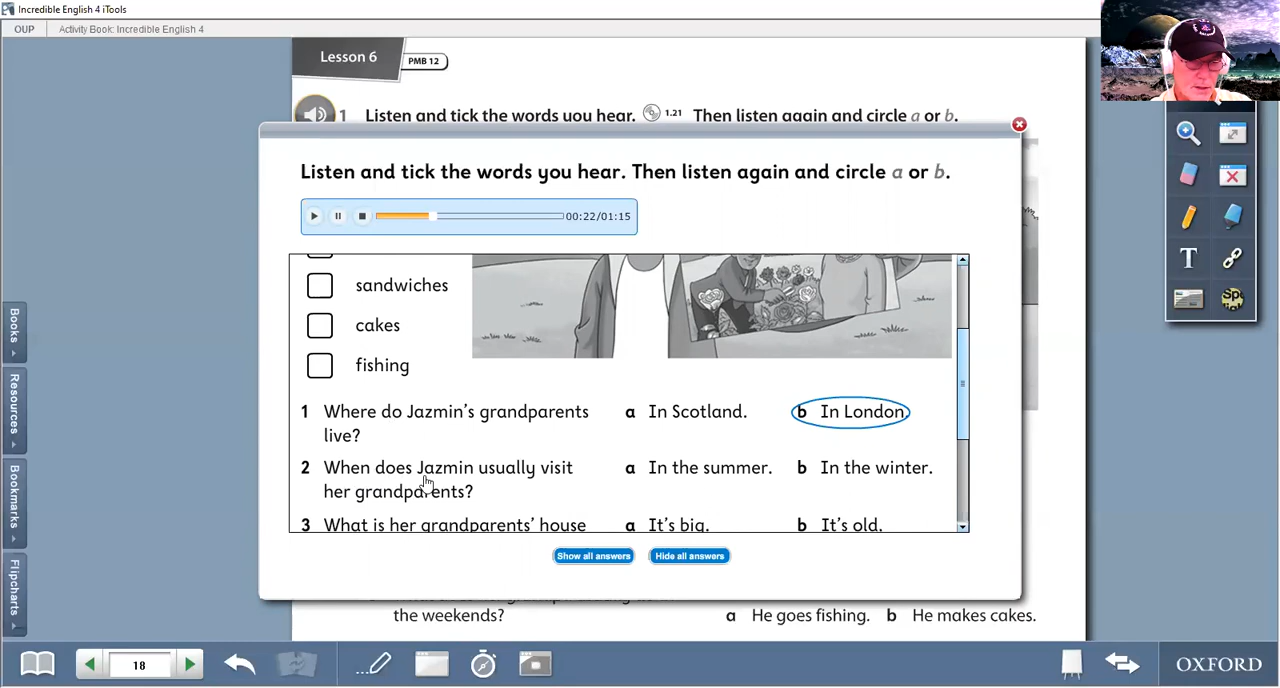 Incredible English 4 iTools
OUP Activity Book: Incredible English 4
Lesson 6
PMB 12
1 Listen and tick the words you hear. 1.21 Then listen again and circle a or b.
Listen and tick the words you hear. Then listen again and circle a or b.
00:22/01:15
sandwiches
cakes
fishing
1 Where do Jazmin's grandparents live? a In Scotland. b In London.
2 When does Jazmin usually visit her grandparents? a In the summer. b In the winter.
3 What is her grandparents' house a It's big. b It's old.
Show all answers Hide all answers
the weekends? a He goes fishing. b He makes cakes.
Books
Resources
Bookmarks
Flipcharts
T
18
OXFORD